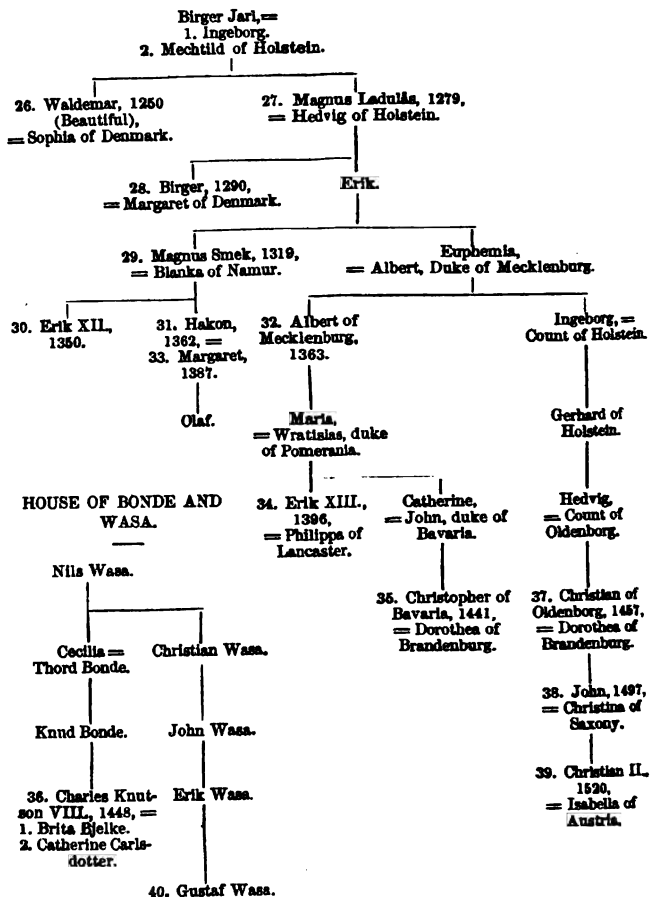 Birger Jarl,=
1. Ingeborg.
2. Mechtild of Holstein.
26. Waldemar, 1250
(Beautiful),
= Sophia of Denmark.
27. Magnus Ladulås, 1279,
= Hedvig of Holstein.
28. Birger, 1290,
= Margaret of Denmark.
Erik.
29. Magnus Smek, 1319,
= Blanka of Namur.
Euphemia,
= Albert, Duke of Mecklenburg.
30. Erik XII.,
1350.
31. Hakon,
1362, =
33. Margaret,
1387.
Olaf.
32. Albert of
Mecklenburg,
1363.
Ingeborg, =
Count of Holstein.
Maria,
= Wratislas, duke
of Pomerania.
Gerhard of
Holstein.
34. Erik XIII.,
1396,
= Philippa of
Lancaster.
Catherine,
= John, duke of
Bavaria.
Hedvig,
= Count of
Oldenborg.
35. Christopher of
Bavaria, 1441,
= Dorothea of
Brandenburg.
37. Christian of
Oldenborg, 1457,
= Dorothea of
Brandenburg.
38. John, 1497,
= Christina of
Saxony.
39. Christian II.,
1520,
= Isabella of
Austria.
HOUSE OF BONDE AND
WASA.
Nils Wasa.
Cecilia =
Thord Bonde.
Christian Wasa.
Knud Bonde.
John Wasa.
36. Charles Knut-
son VIII., 1448, =
1. Brita Bjelke.
2. Catherine Carls-
dotter.
Erik Wasa.
40. Gustaf Wasa.